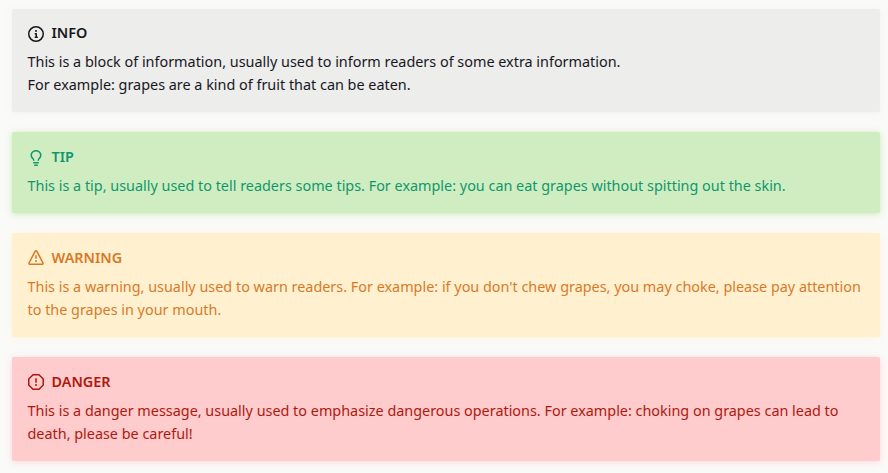 INFO
This is a block of information, usually used to inform readers of some extra information.
For example: grapes are a kind of fruit that can be eaten.
TIP
This is a tip, usually used to tell readers some tips. For example: you can eat grapes without spitting out the skin.
WARNING
This is a warning, usually used to warn readers. For example: if you don't chew grapes, you may choke, please pay attention
to the grapes in your mouth.
DANGER
This is a danger message, usually used to emphasize dangerous operations. For example: choking on grapes can lead to
death, please be careful!